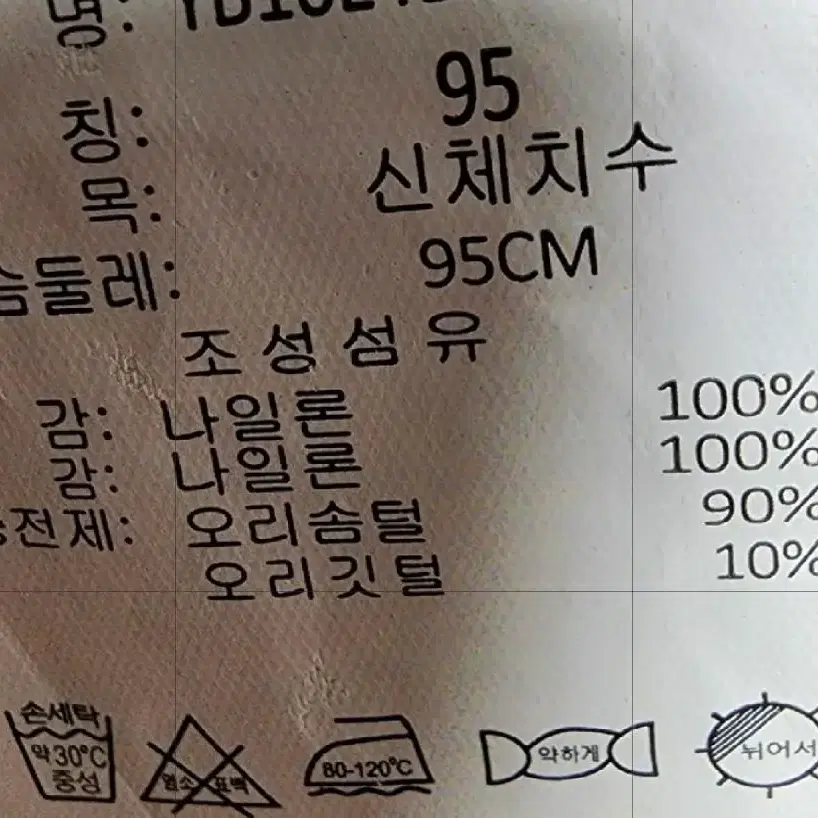 명:
칭: 95
목: 신체치수
둘레: 95CM
조성섬유
감: 나일론 100%
감: 나일론 100%
전제: 오리솜털 90%
오리깃털 10%
손세탁 약30℃ 중성
염소 표백
80-120℃
약하게
뉘어서